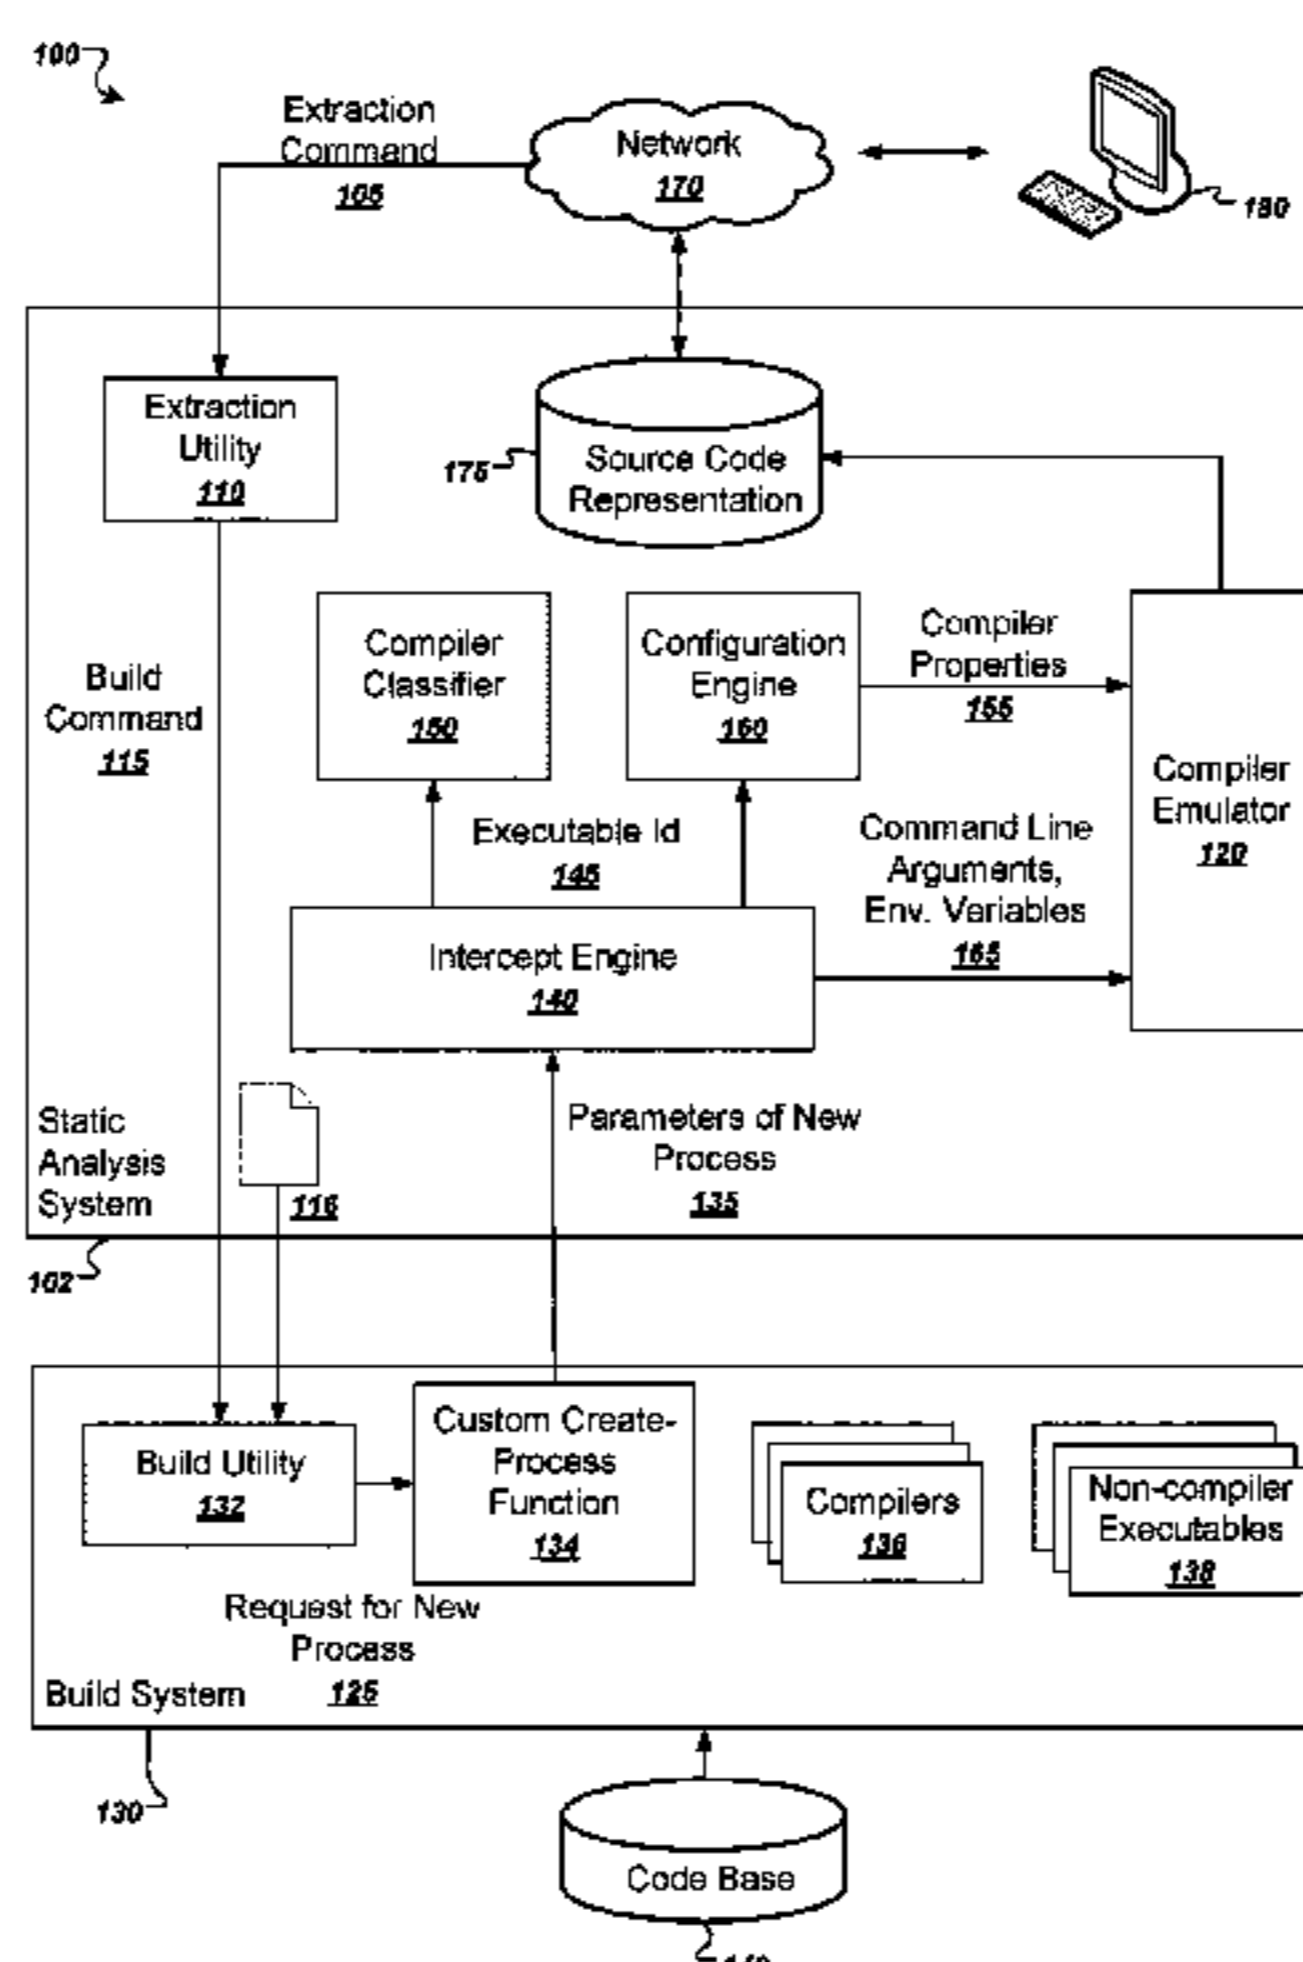 100
Extraction
Command
105
Network
170
180
Extraction
Utility
110
175
Source Code
Representation
Build
Command
115
Compiler
Classifier
150
Configuration
Engine
160
Compiler
Properties
155
Compiler
Emulator
120
Executable Id
145
Command Line
Arguments,
Env. Variables
165
Intercept Engine
140
Static
Analysis
System
116
Parameters of New
Process
135
102
Build Utility
132
Custom Create-
Process
Function
134
Compilers
136
Non-compiler
Executables
138
Request for New
Process
125
Build System
130
Code Base